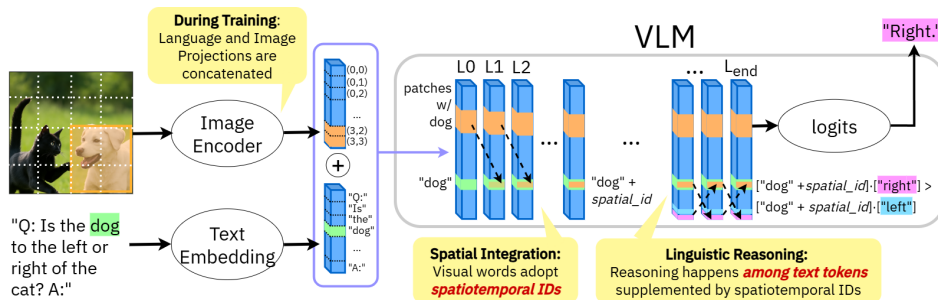 During Training:
Language and Image
Projections are
concatenated
VLM
"Right."
Image
Encoder
(0,0)
(0,1)
(0,2)
...
(3,2)
(3,3)
+
"Q: Is the dog
to the left or
right of the
cat? A:"
Text
Embedding
"Q:"
"Is"
"the"
"dog"
...
"A:"
L0 L1 L2
patches
w/
dog
"dog"
...
"dog" +
spatial_id
...
...
Lend
logits
["dog" +spatial_id]·["right"] >
["dog" + spatial_id]·["left"]
Spatial Integration:
Visual words adopt
spatiotemporal IDs
Linguistic Reasoning:
Reasoning happens among text tokens
supplemented by spatiotemporal IDs